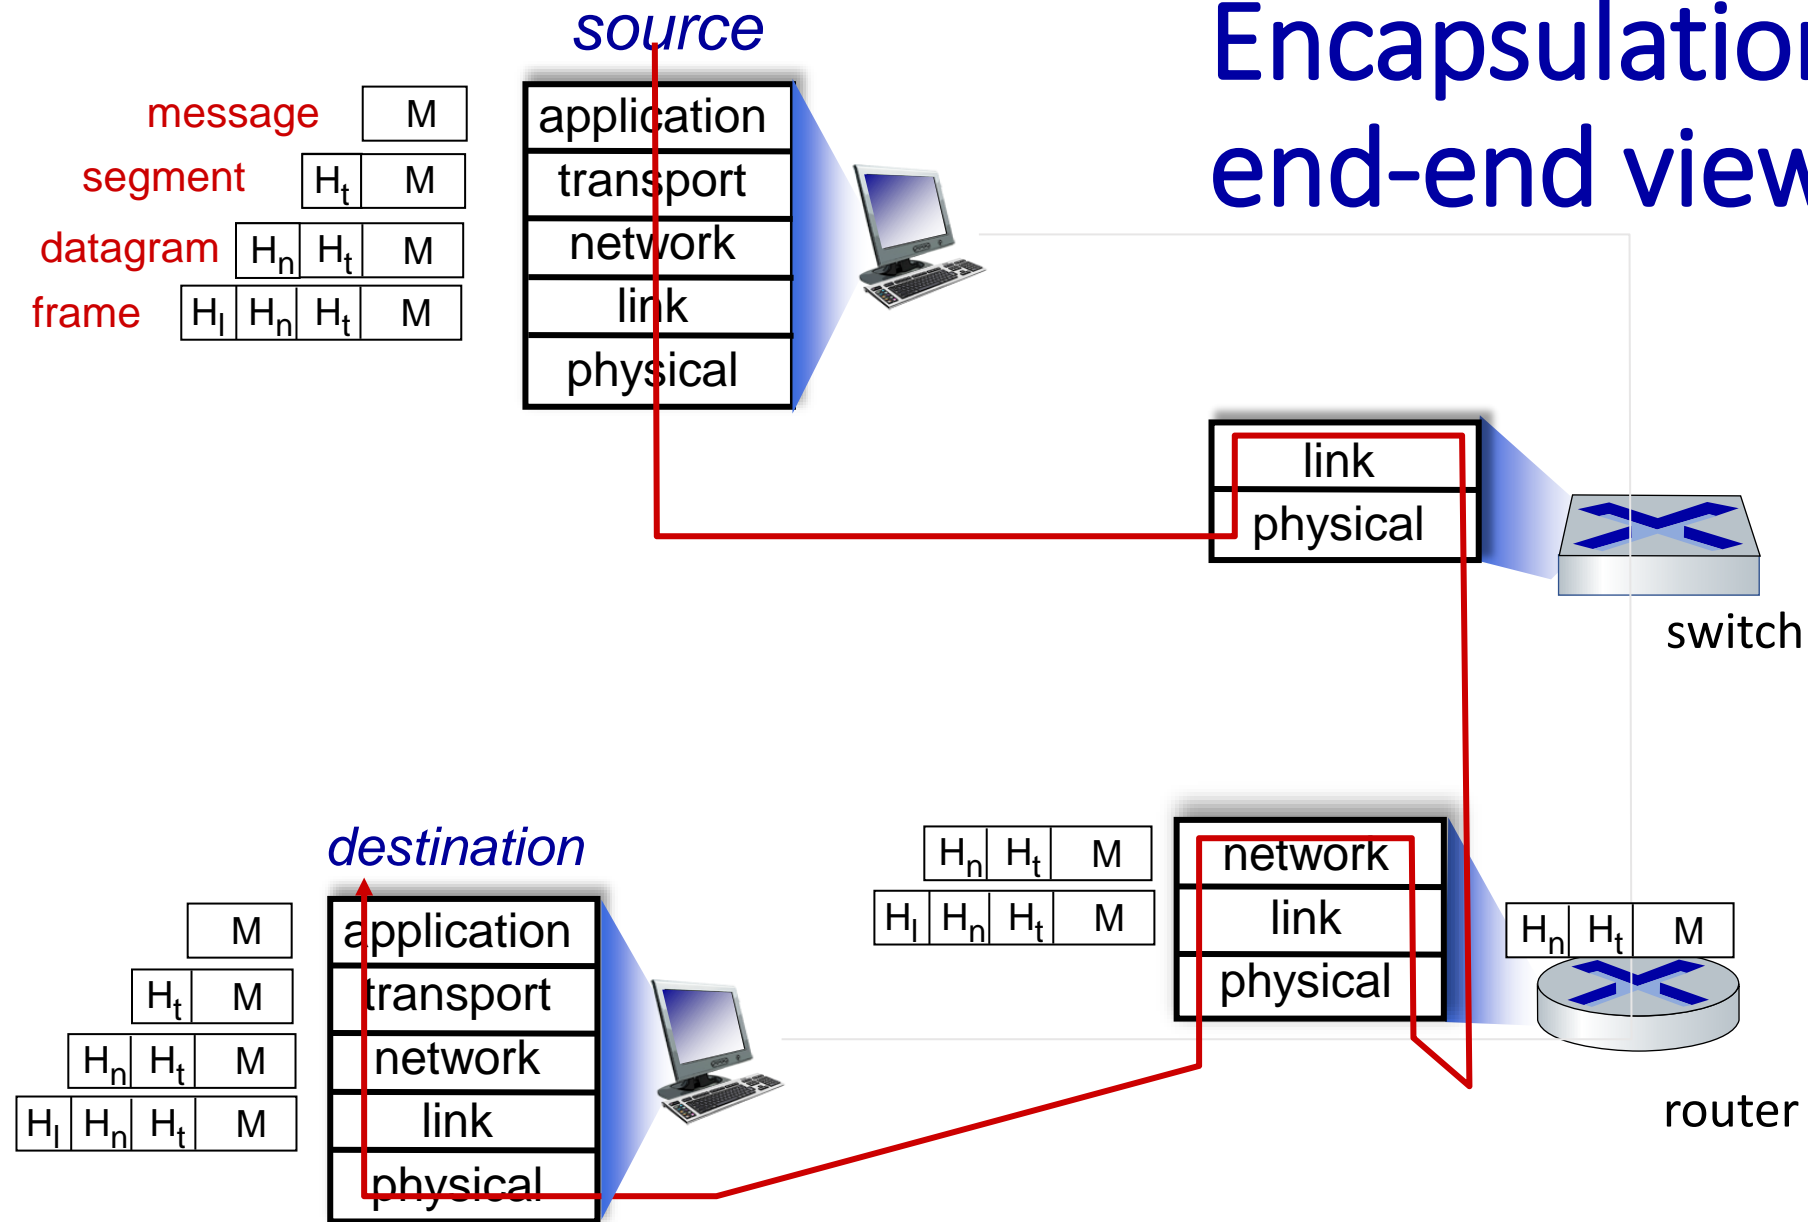 source
Encapsulation
end-end view
message M
segment Ht M
datagram Hn Ht M
frame Hl Hn Ht M
application
transport
network
link
physical
link
physical
switch
destination
M
Ht M
Hn Ht M
Hl Hn Ht M
application
transport
network
link
physical
Hn Ht M
Hl Hn Ht M
network
link
physical
Hn Ht M
router